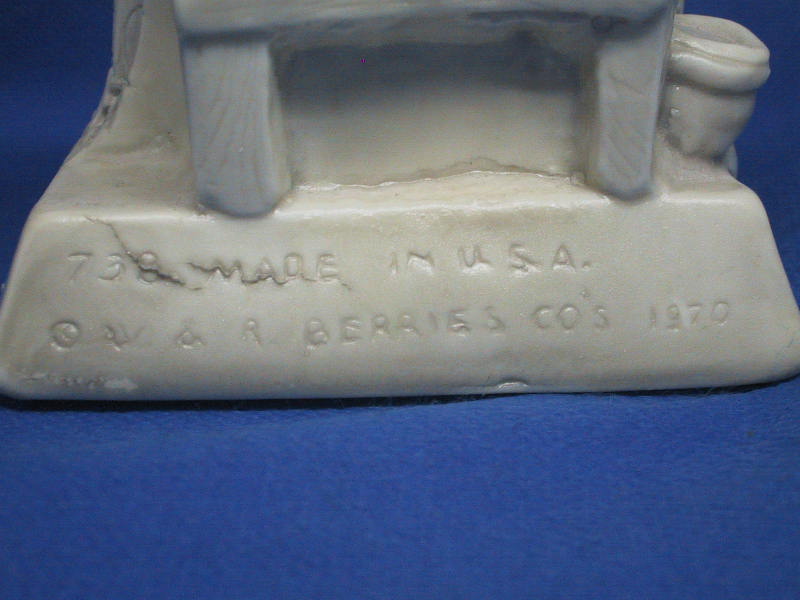 738 MADE IN U.S.A.
© W & R BERRIES CO'S 1970